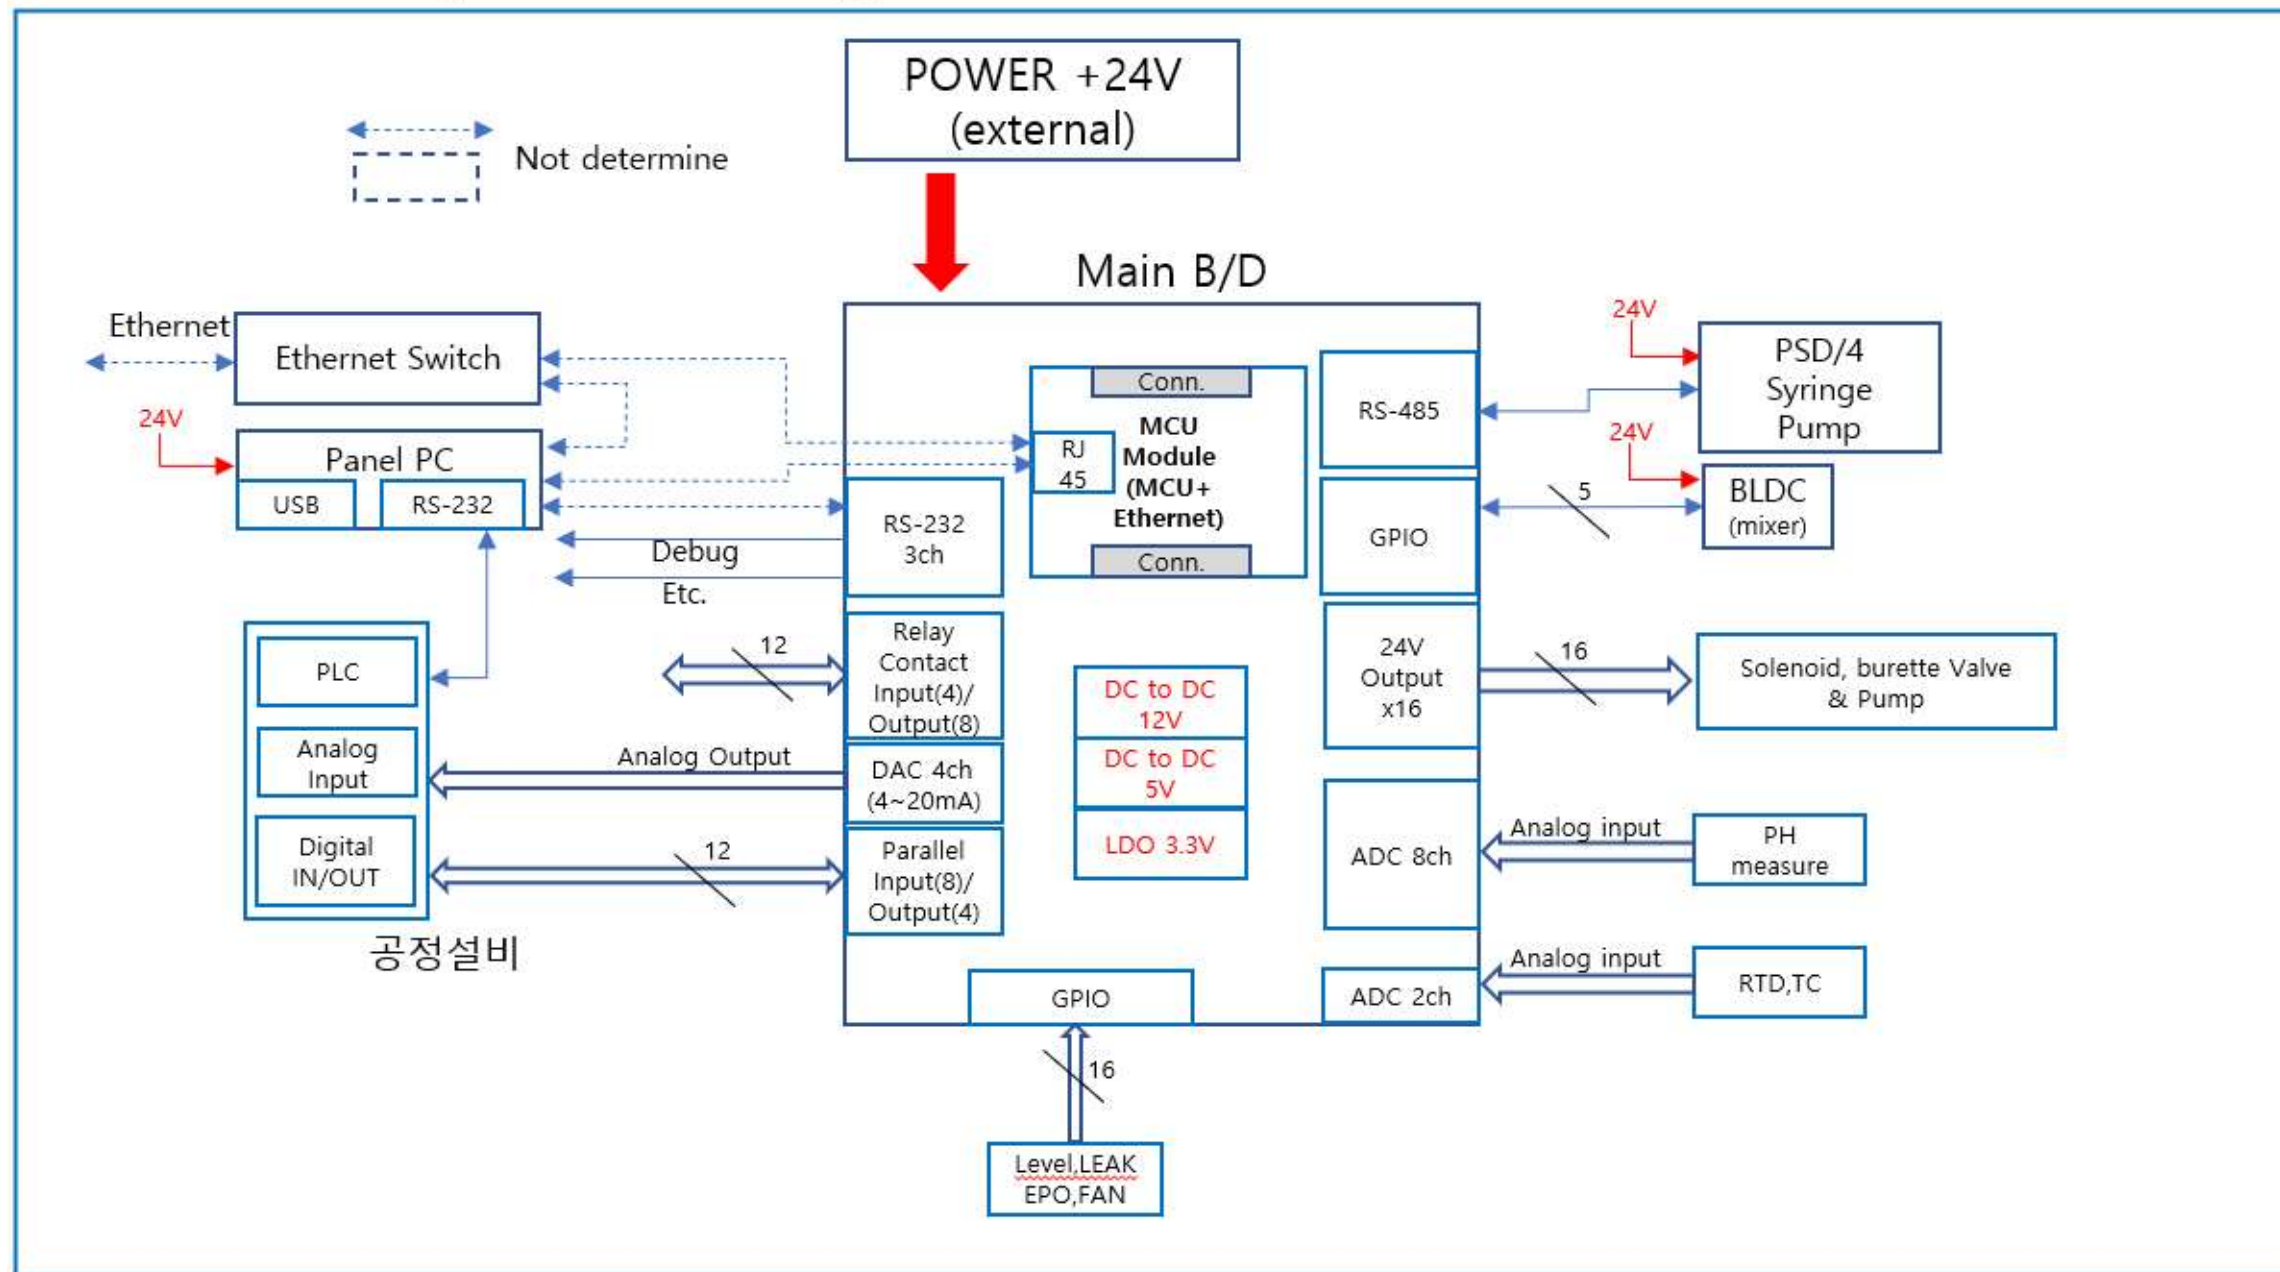 POWER +24V
(external)
Not determine
Main B/D
Ethernet
Ethernet Switch
24V
Panel PC
USB
RS-232
Debug
Etc.
PLC
Analog
Input
Digital
IN/OUT
공정설비
12
Analog Output
12
RS-232
3ch
Relay
Contact
Input(4)/
Output(8)
DAC 4ch
(4~20mA)
Parallel
Input(8)/
Output(4)
Conn.
MCU
Module
(MCU+
Ethernet)
RJ
45
Conn.
DC to DC
12V
DC to DC
5V
LDO 3.3V
GPIO
16
Level,LEAK
EPO,FAN
RS-485
GPIO
24V
Output
x16
ADC 8ch
ADC 2ch
24V
PSD/4
Syringe
Pump
24V
5
BLDC
(mixer)
16
Solenoid, burette Valve
& Pump
Analog input
PH
measure
Analog input
RTD,TC